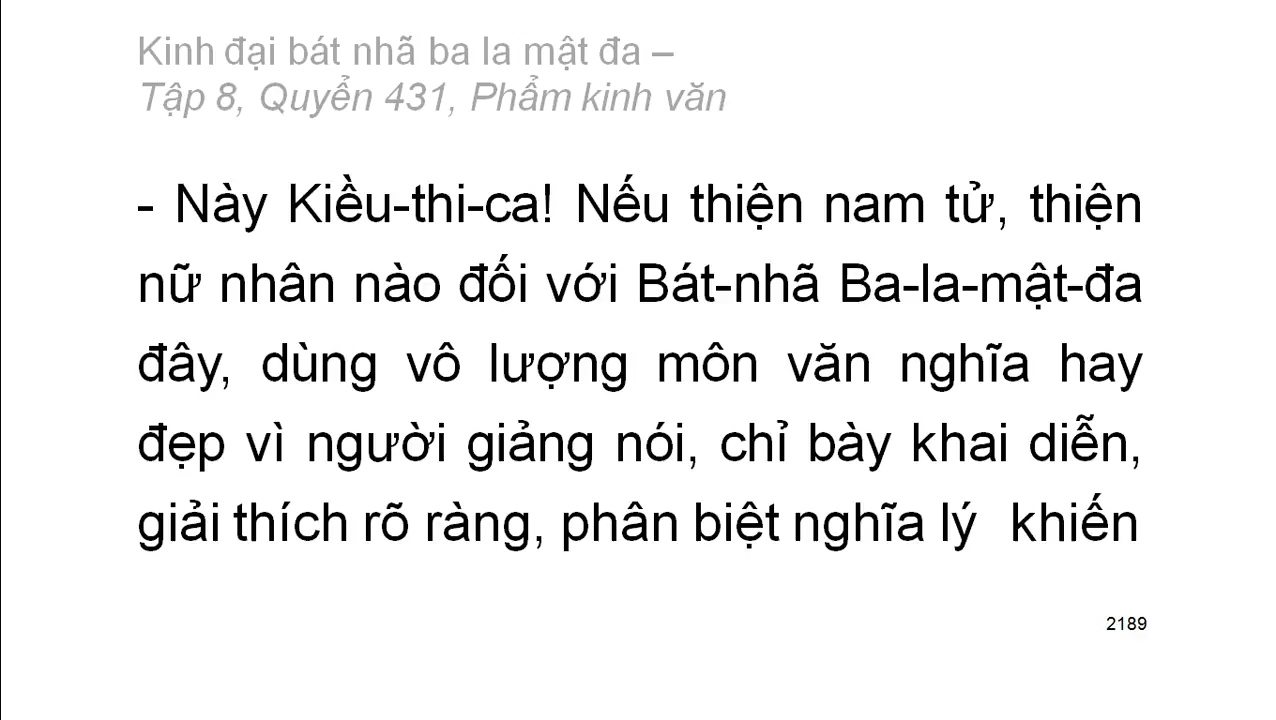 Kinh đại bát nhã ba la mật đa –
Tập 8, Quyển 431, Phẩm kinh văn
- Này Kiều-thi-ca! Nếu thiện nam tử, thiện
nữ nhân nào đối với Bát-nhã Ba-la-mật-đa
đây, dùng vô lượng môn văn nghĩa hay
đẹp vì người giảng nói, chỉ bày khai diễn,
giải thích rõ ràng, phân biệt nghĩa lý khiến
2189